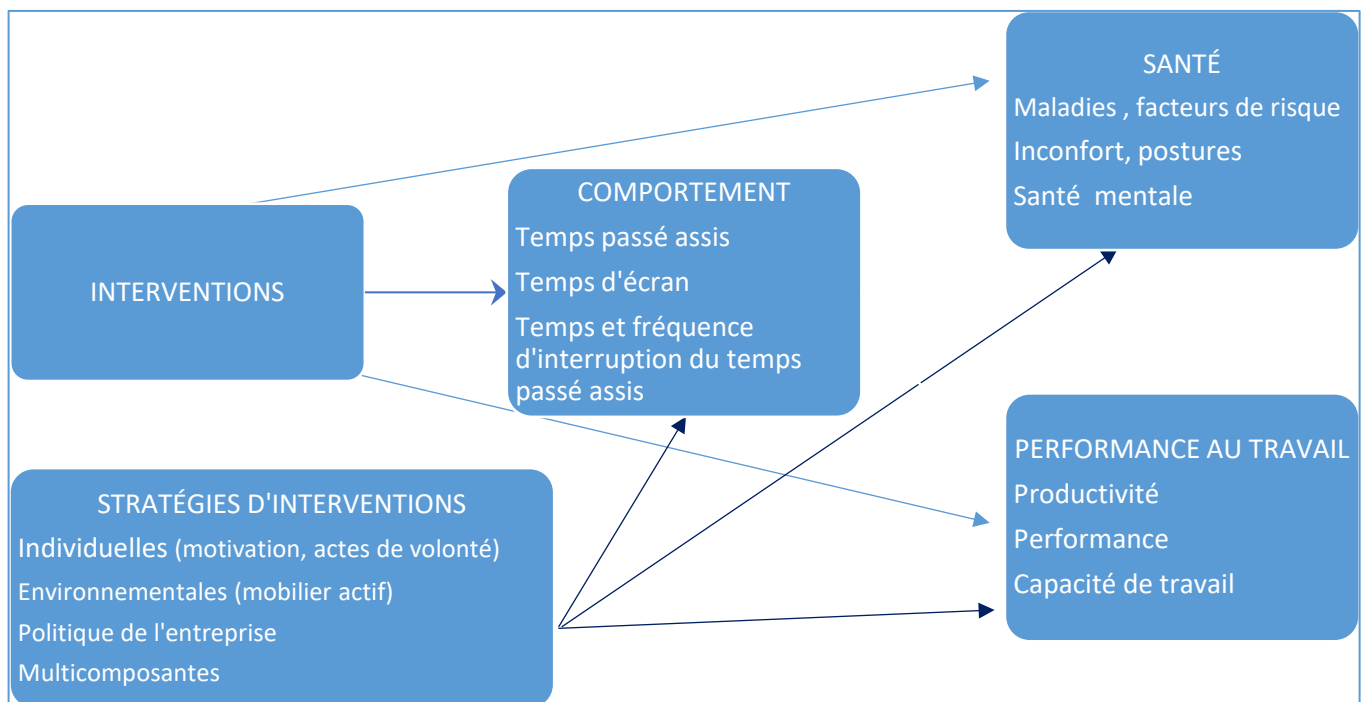 SANTÉ
Maladies , facteurs de risque
Inconfort, postures
Santé mentale
COMPORTEMENT
Temps passé assis
Temps d'écran
Temps et fréquence
d'interruption du temps
passé assis
INTERVENTIONS
PERFORMANCE AU TRAVAIL
Productivité
Performance
Capacité de travail
STRATÉGIES D'INTERVENTIONS
Individuelles (motivation, actes de volonté)
Environnementales (mobilier actif)
Politique de l'entreprise
Multicomposantes